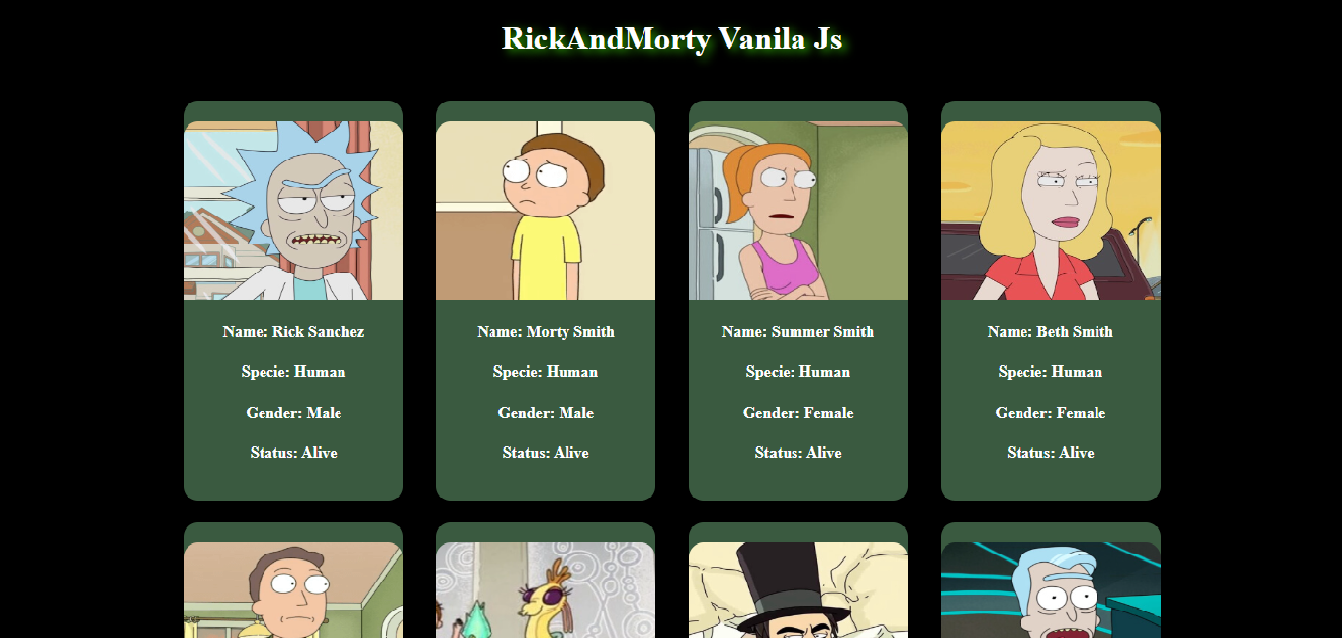 RickAndMorty Vanila Js
Name: Rick Sanchez
Specie: Human
Gender: Male
Status: Alive
Name: Morty Smith
Specie: Human
Gender: Male
Status: Alive
Name: Summer Smith
Specie: Human
Gender: Female
Status: Alive
Name: Beth Smith
Specie: Human
Gender: Female
Status: Alive